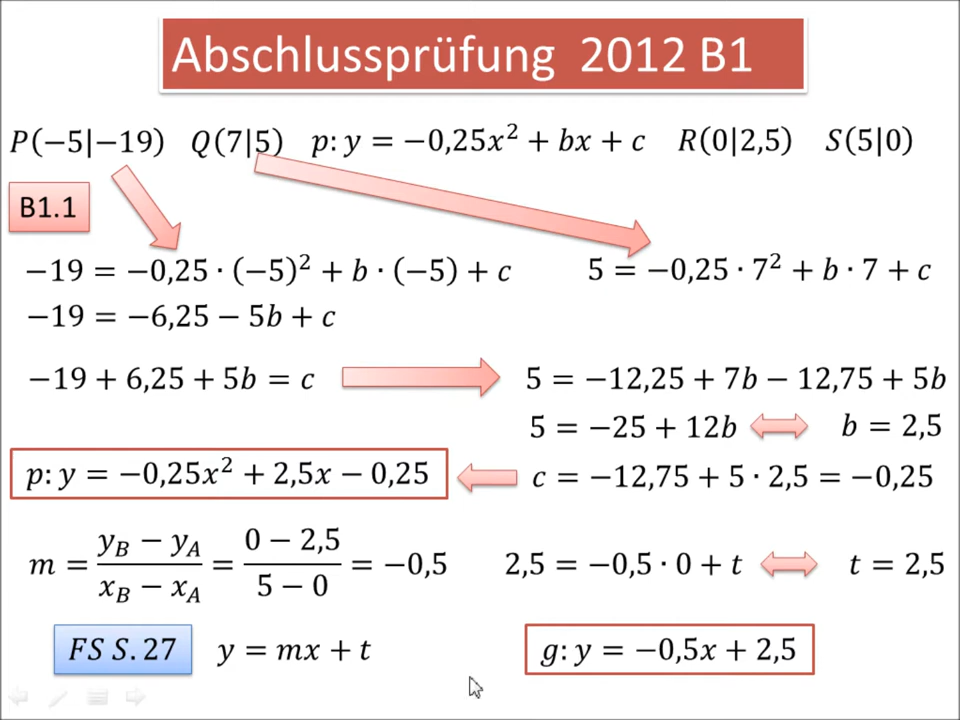 Abschlussprüfung 2012 B1
P(−5|−19) Q(7|5) p: y = −0,25x² + bx + c R(0|2,5) S(5|0)
B1.1
−19 = −0,25 · (−5)² + b · (−5) + c 5 = −0,25 · 7² + b · 7 + c
−19 = −6,25 − 5b + c
−19 + 6,25 + 5b = c 5 = −12,25 + 7b − 12,75 + 5b
5 = −25 + 12b b = 2,5
p: y = −0,25x² + 2,5x − 0,25 c = −12,75 + 5 · 2,5 = −0,25
m = (y_B − y_A)/(x_B − x_A) = (0 − 2,5)/(5 − 0) = −0,5 2,5 = −0,5 · 0 + t t = 2,5
FS S. 27 y = mx + t g: y = −0,5x + 2,5